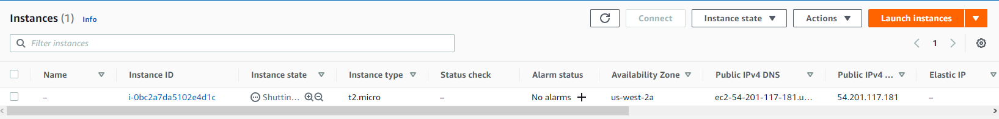 Instances (1) Info Connect Instance state Actions Launch instances
Filter instances 1
Name Instance ID Instance state Instance type Status check Alarm status Availability Zone Public IPv4 DNS Public IPv4 ... Elastic IP
– i-0bc2a7da5102e4d1c Shuttin... t2.micro – No alarms + us-west-2a ec2-54-201-117-181.u... 54.201.117.181 –